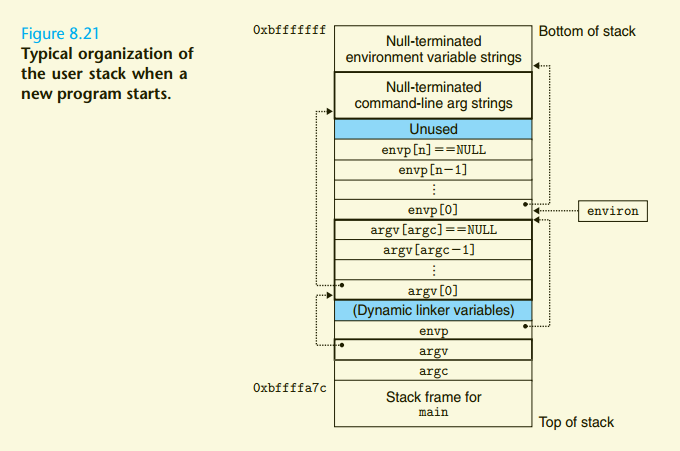 Figure 8.21
Typical organization of
the user stack when a
new program starts.
0xbfffffff
Bottom of stack
Null-terminated
environment variable strings
Null-terminated
command-line arg strings
Unused
envp[n]==NULL
envp[n−1]
⋮
envp[0]
environ
argv[argc]==NULL
argv[argc−1]
⋮
argv[0]
(Dynamic linker variables)
envp
argv
argc
0xbffffa7c
Stack frame for
main
Top of stack